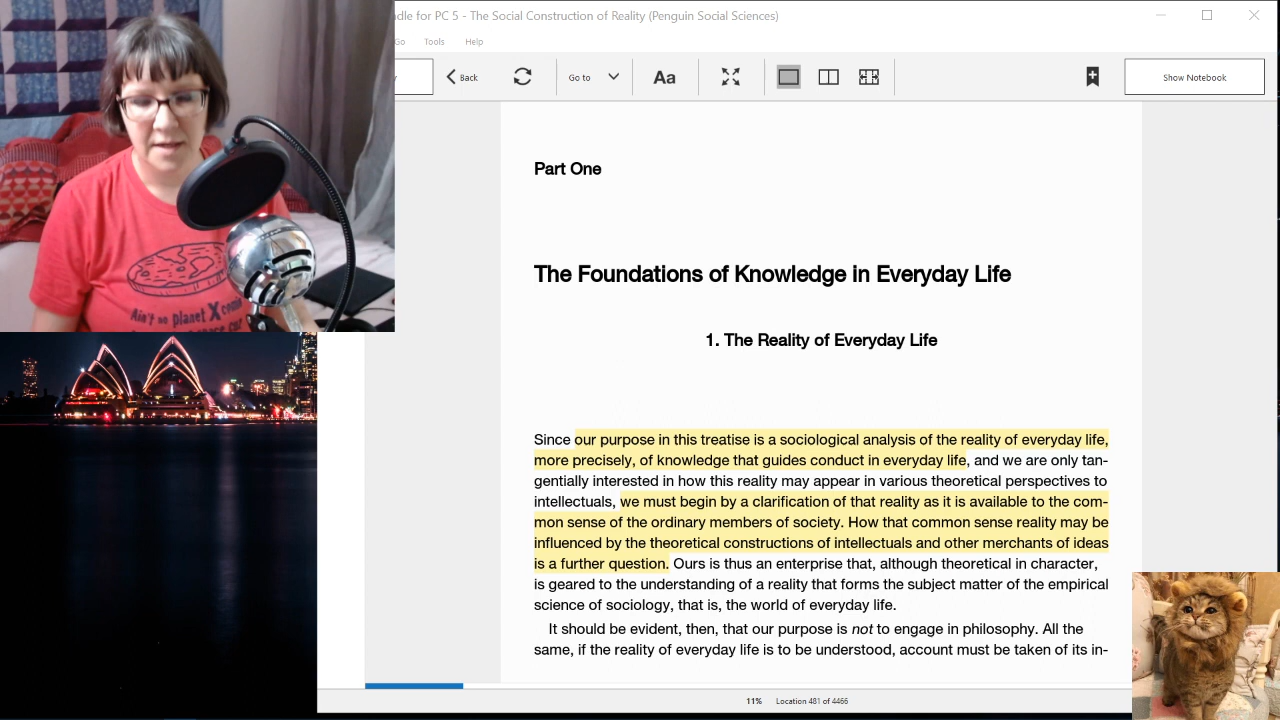 dle for PC 5 - The Social Construction of Reality (Penguin Social Sciences)
Go Tools Help
Back Go to Aa Show Notebook
Part One
The Foundations of Knowledge in Everyday Life
1. The Reality of Everyday Life
Since our purpose in this treatise is a sociological analysis of the reality of everyday life,
more precisely, of knowledge that guides conduct in everyday life, and we are only tan-
gentially interested in how this reality may appear in various theoretical perspectives to
intellectuals, we must begin by a clarification of that reality as it is available to the com-
mon sense of the ordinary members of society. How that common sense reality may be
influenced by the theoretical constructions of intellectuals and other merchants of ideas
is a further question. Ours is thus an enterprise that, although theoretical in character,
is geared to the understanding of a reality that forms the subject matter of the empirical
science of sociology, that is, the world of everyday life.
It should be evident, then, that our purpose is not to engage in philosophy. All the
same, if the reality of everyday life is to be understood, account must be taken of its in-
11% Location 481 of 4466
Ain't no planet X